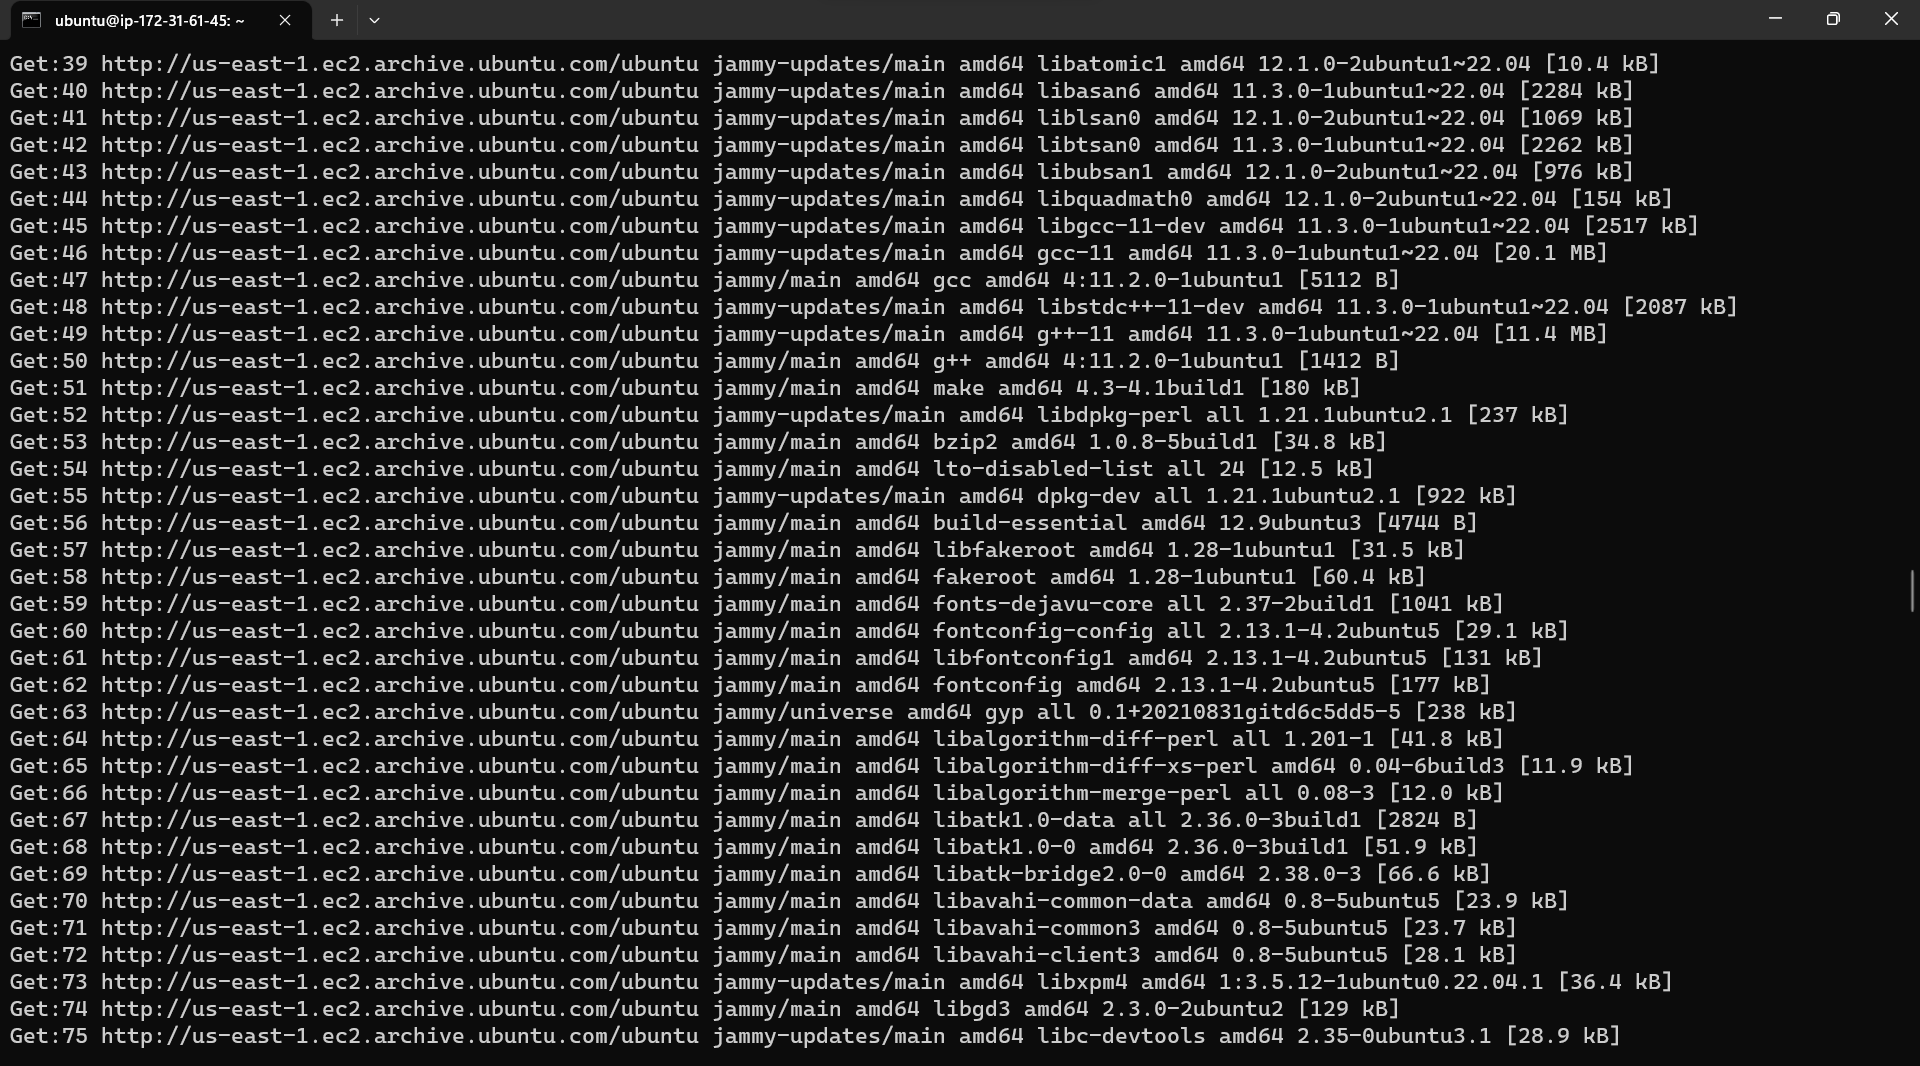 ubuntu@ip-172-31-61-45: ~
Get:39 http://us-east-1.ec2.archive.ubuntu.com/ubuntu jammy-updates/main amd64 libatomic1 amd64 12.1.0-2ubuntu1~22.04 [10.4 kB]
Get:40 http://us-east-1.ec2.archive.ubuntu.com/ubuntu jammy-updates/main amd64 libasan6 amd64 11.3.0-1ubuntu1~22.04 [2284 kB]
Get:41 http://us-east-1.ec2.archive.ubuntu.com/ubuntu jammy-updates/main amd64 liblsan0 amd64 12.1.0-2ubuntu1~22.04 [1069 kB]
Get:42 http://us-east-1.ec2.archive.ubuntu.com/ubuntu jammy-updates/main amd64 libtsan0 amd64 11.3.0-1ubuntu1~22.04 [2262 kB]
Get:43 http://us-east-1.ec2.archive.ubuntu.com/ubuntu jammy-updates/main amd64 libubsan1 amd64 12.1.0-2ubuntu1~22.04 [976 kB]
Get:44 http://us-east-1.ec2.archive.ubuntu.com/ubuntu jammy-updates/main amd64 libquadmath0 amd64 12.1.0-2ubuntu1~22.04 [154 kB]
Get:45 http://us-east-1.ec2.archive.ubuntu.com/ubuntu jammy-updates/main amd64 libgcc-11-dev amd64 11.3.0-1ubuntu1~22.04 [2517 kB]
Get:46 http://us-east-1.ec2.archive.ubuntu.com/ubuntu jammy-updates/main amd64 gcc-11 amd64 11.3.0-1ubuntu1~22.04 [20.1 MB]
Get:47 http://us-east-1.ec2.archive.ubuntu.com/ubuntu jammy/main amd64 gcc amd64 4:11.2.0-1ubuntu1 [5112 B]
Get:48 http://us-east-1.ec2.archive.ubuntu.com/ubuntu jammy-updates/main amd64 libstdc++-11-dev amd64 11.3.0-1ubuntu1~22.04 [2087 kB]
Get:49 http://us-east-1.ec2.archive.ubuntu.com/ubuntu jammy-updates/main amd64 g++-11 amd64 11.3.0-1ubuntu1~22.04 [11.4 MB]
Get:50 http://us-east-1.ec2.archive.ubuntu.com/ubuntu jammy/main amd64 g++ amd64 4:11.2.0-1ubuntu1 [1412 B]
Get:51 http://us-east-1.ec2.archive.ubuntu.com/ubuntu jammy/main amd64 make amd64 4.3-4.1build1 [180 kB]
Get:52 http://us-east-1.ec2.archive.ubuntu.com/ubuntu jammy-updates/main amd64 libdpkg-perl all 1.21.1ubuntu2.1 [237 kB]
Get:53 http://us-east-1.ec2.archive.ubuntu.com/ubuntu jammy/main amd64 bzip2 amd64 1.0.8-5build1 [34.8 kB]
Get:54 http://us-east-1.ec2.archive.ubuntu.com/ubuntu jammy/main amd64 lto-disabled-list all 24 [12.5 kB]
Get:55 http://us-east-1.ec2.archive.ubuntu.com/ubuntu jammy-updates/main amd64 dpkg-dev all 1.21.1ubuntu2.1 [922 kB]
Get:56 http://us-east-1.ec2.archive.ubuntu.com/ubuntu jammy/main amd64 build-essential amd64 12.9ubuntu3 [4744 B]
Get:57 http://us-east-1.ec2.archive.ubuntu.com/ubuntu jammy/main amd64 libfakeroot amd64 1.28-1ubuntu1 [31.5 kB]
Get:58 http://us-east-1.ec2.archive.ubuntu.com/ubuntu jammy/main amd64 fakeroot amd64 1.28-1ubuntu1 [60.4 kB]
Get:59 http://us-east-1.ec2.archive.ubuntu.com/ubuntu jammy/main amd64 fonts-dejavu-core all 2.37-2build1 [1041 kB]
Get:60 http://us-east-1.ec2.archive.ubuntu.com/ubuntu jammy/main amd64 fontconfig-config all 2.13.1-4.2ubuntu5 [29.1 kB]
Get:61 http://us-east-1.ec2.archive.ubuntu.com/ubuntu jammy/main amd64 libfontconfig1 amd64 2.13.1-4.2ubuntu5 [131 kB]
Get:62 http://us-east-1.ec2.archive.ubuntu.com/ubuntu jammy/main amd64 fontconfig amd64 2.13.1-4.2ubuntu5 [177 kB]
Get:63 http://us-east-1.ec2.archive.ubuntu.com/ubuntu jammy/universe amd64 gyp all 0.1+20210831gitd6c5dd5-5 [238 kB]
Get:64 http://us-east-1.ec2.archive.ubuntu.com/ubuntu jammy/main amd64 libalgorithm-diff-perl all 1.201-1 [41.8 kB]
Get:65 http://us-east-1.ec2.archive.ubuntu.com/ubuntu jammy/main amd64 libalgorithm-diff-xs-perl amd64 0.04-6build3 [11.9 kB]
Get:66 http://us-east-1.ec2.archive.ubuntu.com/ubuntu jammy/main amd64 libalgorithm-merge-perl all 0.08-3 [12.0 kB]
Get:67 http://us-east-1.ec2.archive.ubuntu.com/ubuntu jammy/main amd64 libatk1.0-data all 2.36.0-3build1 [2824 B]
Get:68 http://us-east-1.ec2.archive.ubuntu.com/ubuntu jammy/main amd64 libatk1.0-0 amd64 2.36.0-3build1 [51.9 kB]
Get:69 http://us-east-1.ec2.archive.ubuntu.com/ubuntu jammy/main amd64 libatk-bridge2.0-0 amd64 2.38.0-3 [66.6 kB]
Get:70 http://us-east-1.ec2.archive.ubuntu.com/ubuntu jammy/main amd64 libavahi-common-data amd64 0.8-5ubuntu5 [23.9 kB]
Get:71 http://us-east-1.ec2.archive.ubuntu.com/ubuntu jammy/main amd64 libavahi-common3 amd64 0.8-5ubuntu5 [23.7 kB]
Get:72 http://us-east-1.ec2.archive.ubuntu.com/ubuntu jammy/main amd64 libavahi-client3 amd64 0.8-5ubuntu5 [28.1 kB]
Get:73 http://us-east-1.ec2.archive.ubuntu.com/ubuntu jammy-updates/main amd64 libxpm4 amd64 1:3.5.12-1ubuntu0.22.04.1 [36.4 kB]
Get:74 http://us-east-1.ec2.archive.ubuntu.com/ubuntu jammy/main amd64 libgd3 amd64 2.3.0-2ubuntu2 [129 kB]
Get:75 http://us-east-1.ec2.archive.ubuntu.com/ubuntu jammy-updates/main amd64 libc-devtools amd64 2.35-0ubuntu3.1 [28.9 kB]